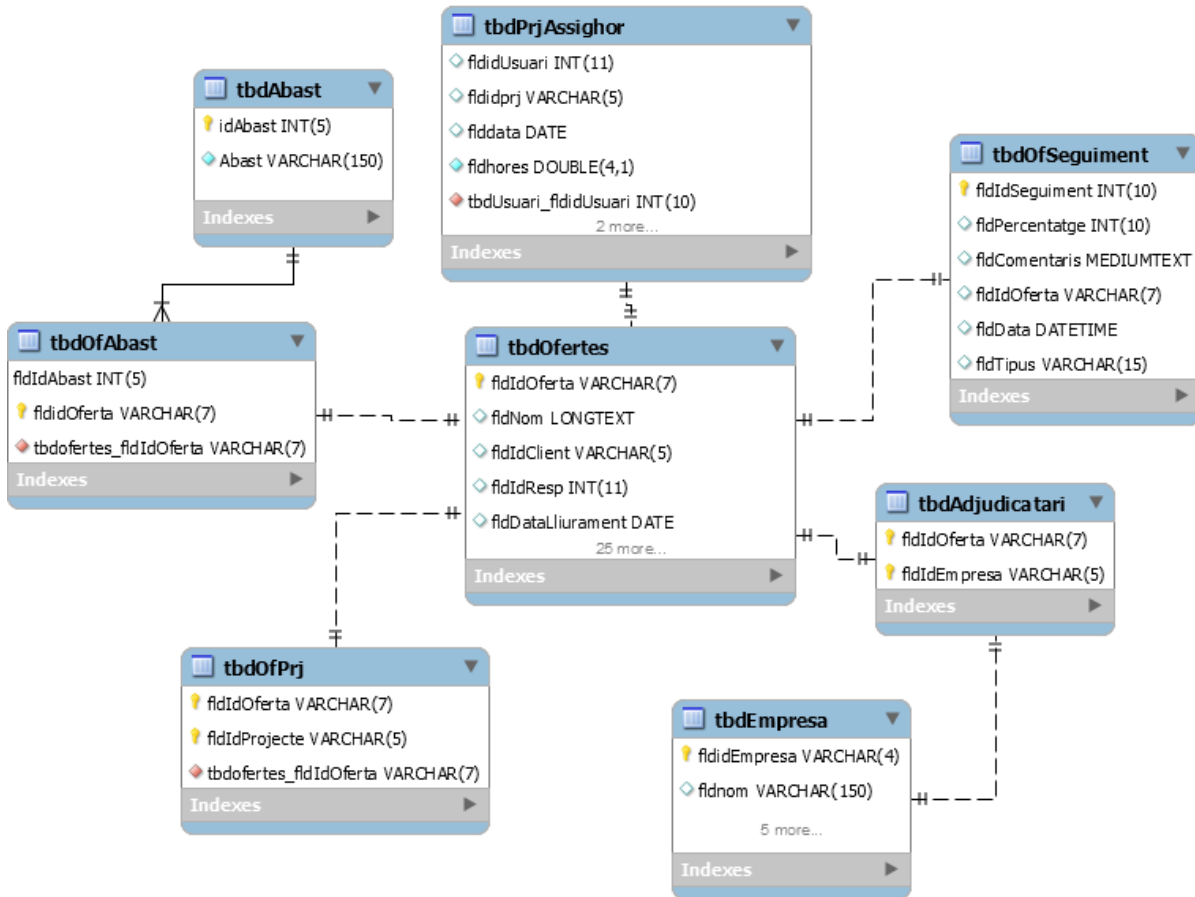 tbdPrjAssighor
fldidUsuari INT(11)
fldidprj VARCHAR(5)
flddata DATE
fldhores DOUBLE(4,1)
tbdUsuari_fldidUsuari INT(10)
2 more...
Indexes
tbdAbast
idAbast INT(5)
Abast VARCHAR(150)
Indexes
tbdOfSeguiment
fldIdSeguiment INT(10)
fldPercentatge INT(10)
fldComentaris MEDIUMTEXT
fldIdOferta VARCHAR(7)
fldData DATETIME
fldTipus VARCHAR(15)
Indexes
tbdOfAbast
fldIdAbast INT(5)
fldidOferta VARCHAR(7)
tbdofertes_fldIdOferta VARCHAR(7)
Indexes
tbdOfertes
fldIdOferta VARCHAR(7)
fldNom LONGTEXT
fldIdClient VARCHAR(5)
fldIdResp INT(11)
fldDataLliurament DATE
25 more...
Indexes
tbdAdjudicatari
fldIdOferta VARCHAR(7)
fldIdEmpresa VARCHAR(5)
Indexes
tbdOfPrj
fldIdOferta VARCHAR(7)
fldIdProjecte VARCHAR(5)
tbdofertes_fldIdOferta VARCHAR(7)
Indexes
tbdEmpresa
fldidEmpresa VARCHAR(4)
fldnom VARCHAR(150)
5 more...
Indexes